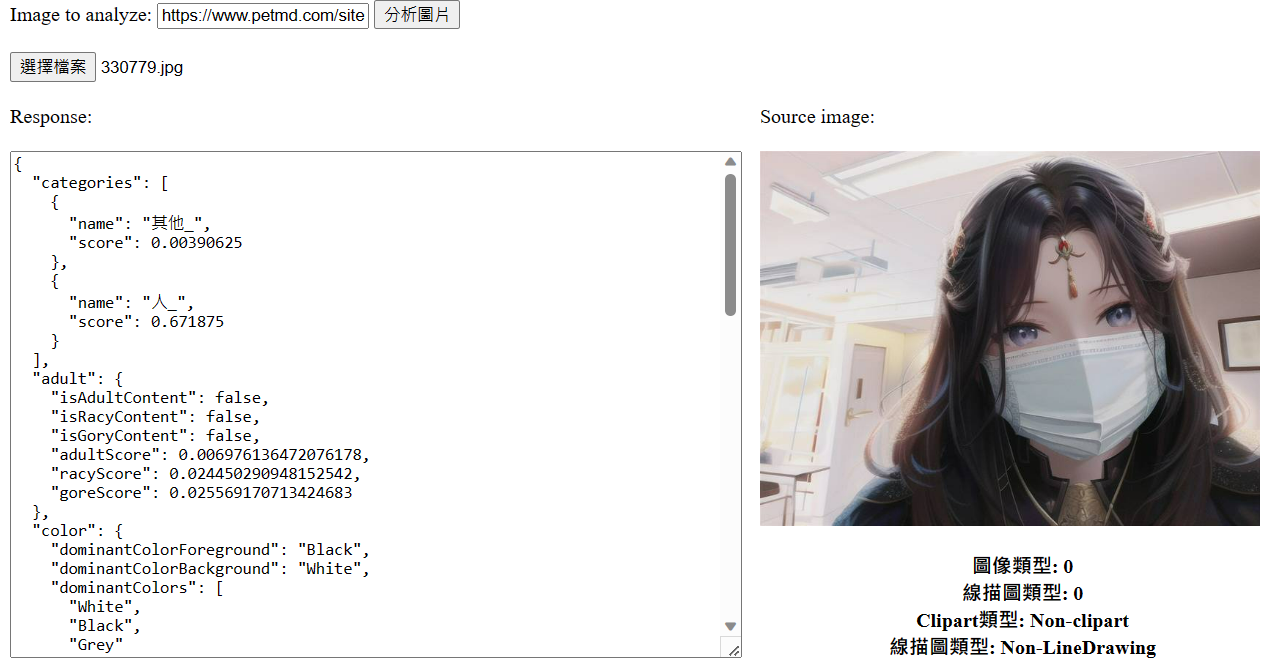 Image to analyze: https://www.petmd.com/site 分析圖片
選擇檔案 330779.jpg
Response:
Source image:
{
  "categories": [
    {
      "name": "其他_",
      "score": 0.00390625
    },
    {
      "name": "人_",
      "score": 0.671875
    }
  ],
  "adult": {
    "isAdultContent": false,
    "isRacyContent": false,
    "isGoryContent": false,
    "adultScore": 0.006976136472076178,
    "racyScore": 0.024450290948152542,
    "goreScore": 0.025569170713424683
  },
  "color": {
    "dominantColorForeground": "Black",
    "dominantColorBackground": "White",
    "dominantColors": [
      "White",
      "Black",
      "Grey"
圖像類型: 0
線描圖類型: 0
Clipart類型: Non-clipart
線描圖類型: Non-LineDrawing